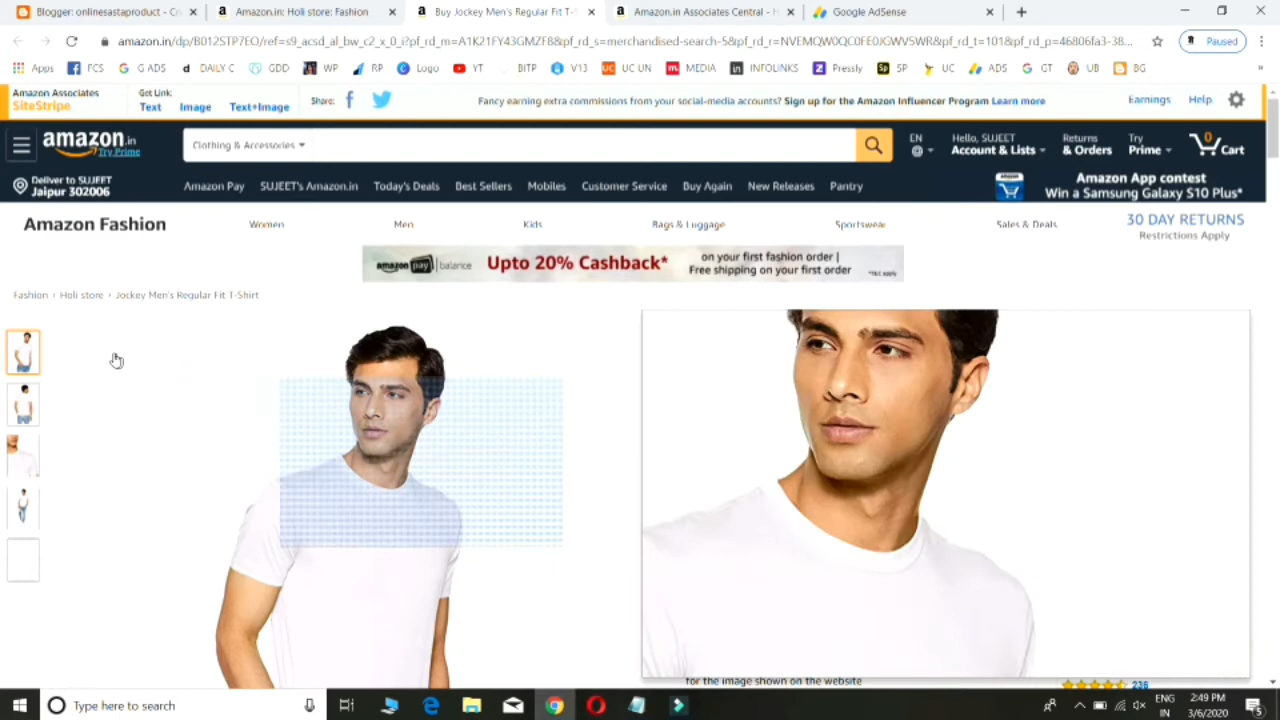 Blogger: onlinesastaproduct - Cr
Amazon.in: Holi store: Fashion
Buy Jockey Men's Regular Fit T-S
Amazon.in Associates Central - H
Google AdSense
amazon.in/dp/B012STP7EO/ref=s9_acsd_al_bw_c2_x_0_i?pf_rd_m=A1K21FY43GMZF8&pf_rd_s=merchandised-search-5&pf_rd_r=NVEMQW0QC0FE0JGWV5WR&pf_rd_t=101&pf_rd_p=46806fa3-38...
Paused
Apps FCS G ADS DAILY C GDD WP RP Logo YT BITP V13 UC UN MEDIA INFOLINKS Pressly SP UC ADS GT UB BG
Amazon Associates
SiteStripe
Get Link:
Text Image Text+Image
Share:
Fancy earning extra commissions from your social-media accounts? Sign up for the Amazon Influencer Program Learn more
Earnings Help
amazon.in
Try Prime
Clothing & Accessories
EN
Hello, SUJEET
Account & Lists
Returns
& Orders
Try
Prime
0
Cart
Deliver to SUJEET
Jaipur 302006
Amazon Pay SUJEET's Amazon.in Today's Deals Best Sellers Mobiles Customer Service Buy Again New Releases Pantry
Amazon App contest
Win a Samsung Galaxy S10 Plus*
Amazon Fashion
Women Men Kids Bags & Luggage Sportswear Sales & Deals
30 DAY RETURNS
Restrictions Apply
amazon pay balance
Upto 20% Cashback*
on your first fashion order |
Free shipping on your first order
Fashion › Holi store › Jockey Men's Regular Fit T-Shirt
for the image shown on the website
236
Type here to search
ENG
IN
2:49 PM
3/6/2020
5